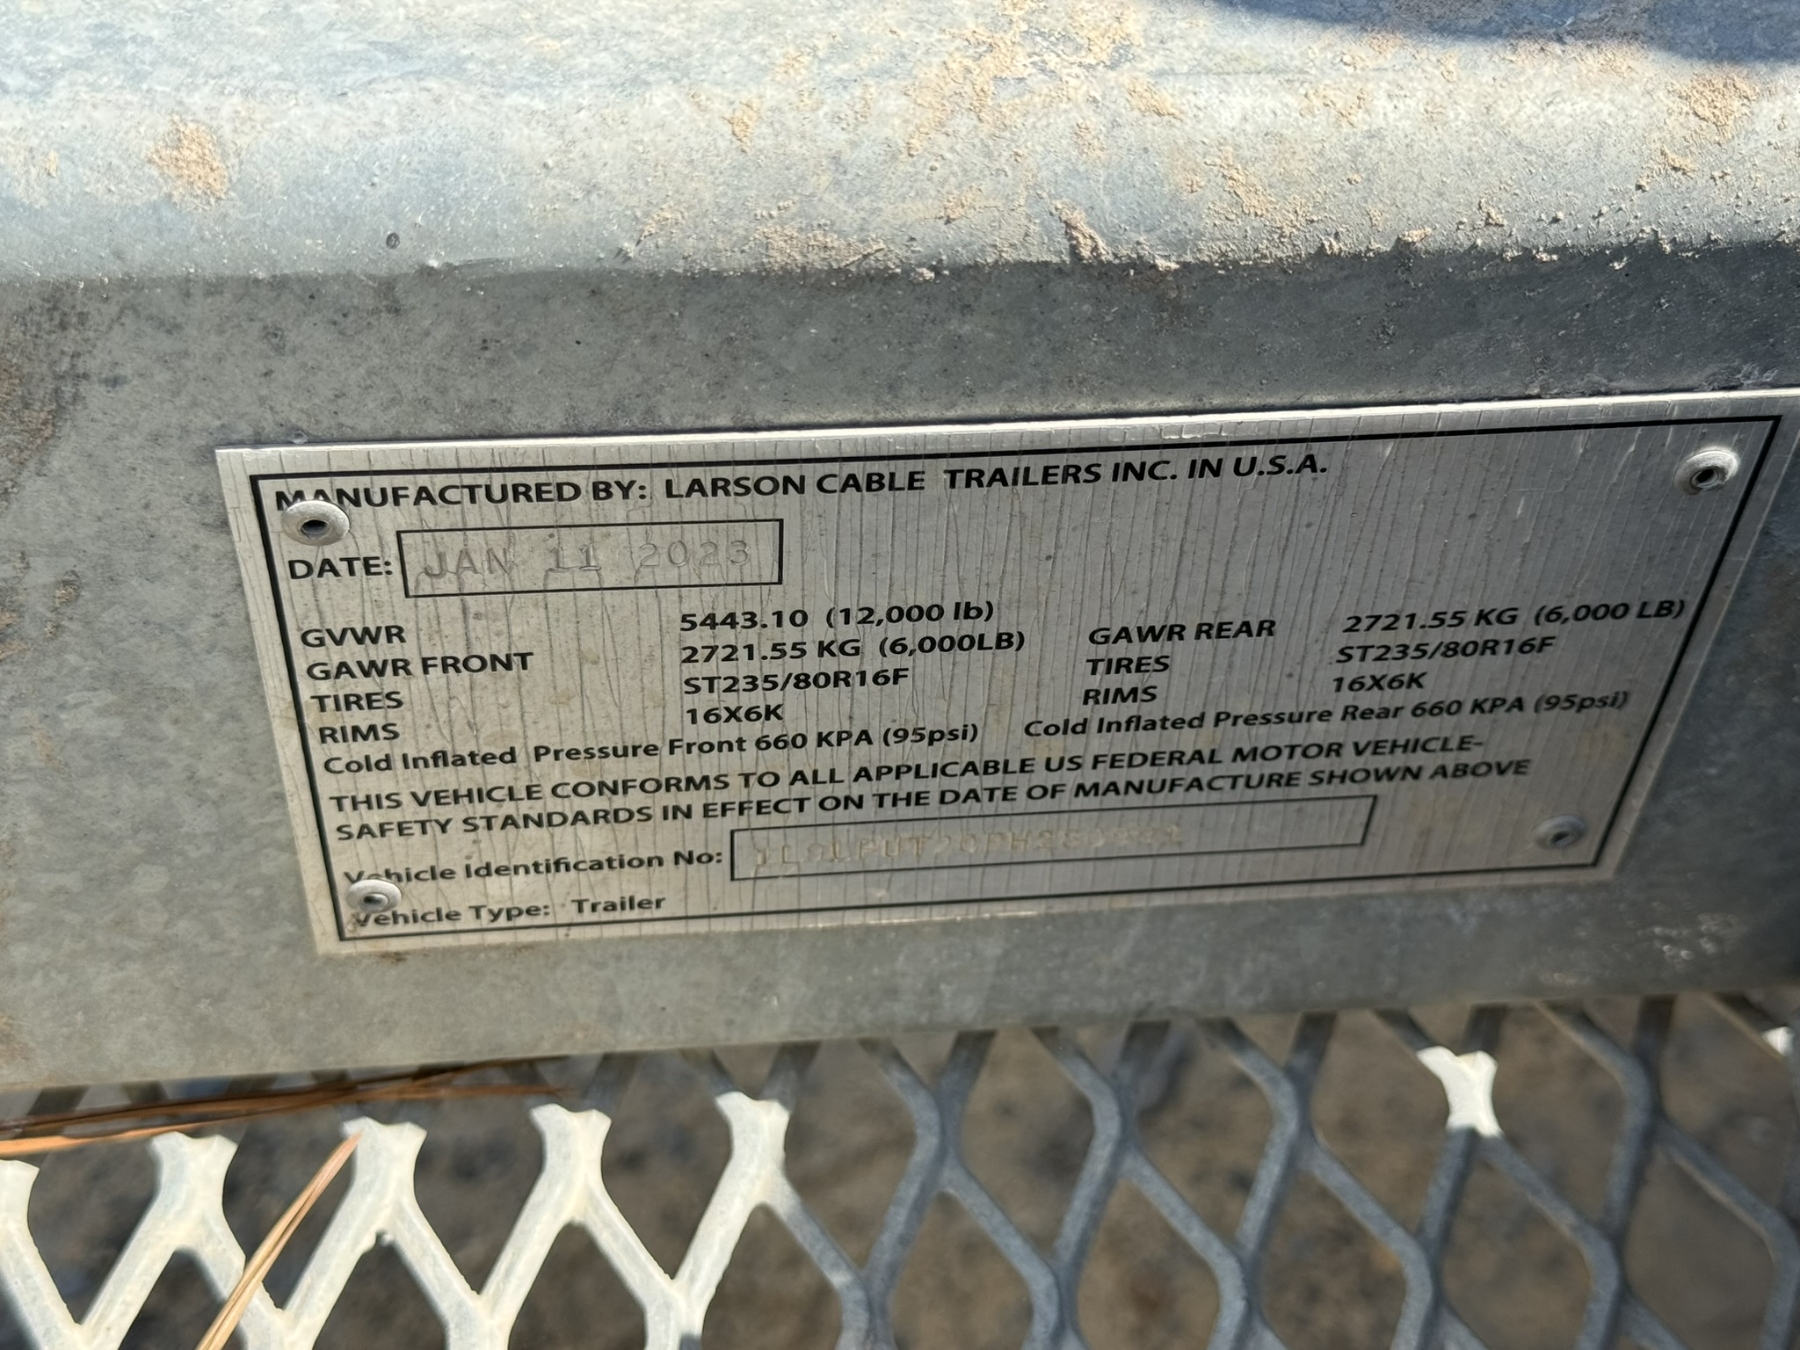 MANUFACTURED BY: LARSON CABLE TRAILERS INC. IN U.S.A.
DATE: JAN 11 2023
GVWR 5443.10 (12,000 lb)
GAWR FRONT 2721.55 KG (6,000LB) GAWR REAR 2721.55 KG (6,000 LB)
TIRES ST235/80R16F TIRES ST235/80R16F
RIMS 16X6K RIMS 16X6K
Cold Inflated Pressure Front 660 KPA (95psi) Cold Inflated Pressure Rear 660 KPA (95psi)
THIS VEHICLE CONFORMS TO ALL APPLICABLE US FEDERAL MOTOR VEHICLE-
SAFETY STANDARDS IN EFFECT ON THE DATE OF MANUFACTURE SHOWN ABOVE
Vehicle Identification No:
Vehicle Type: Trailer